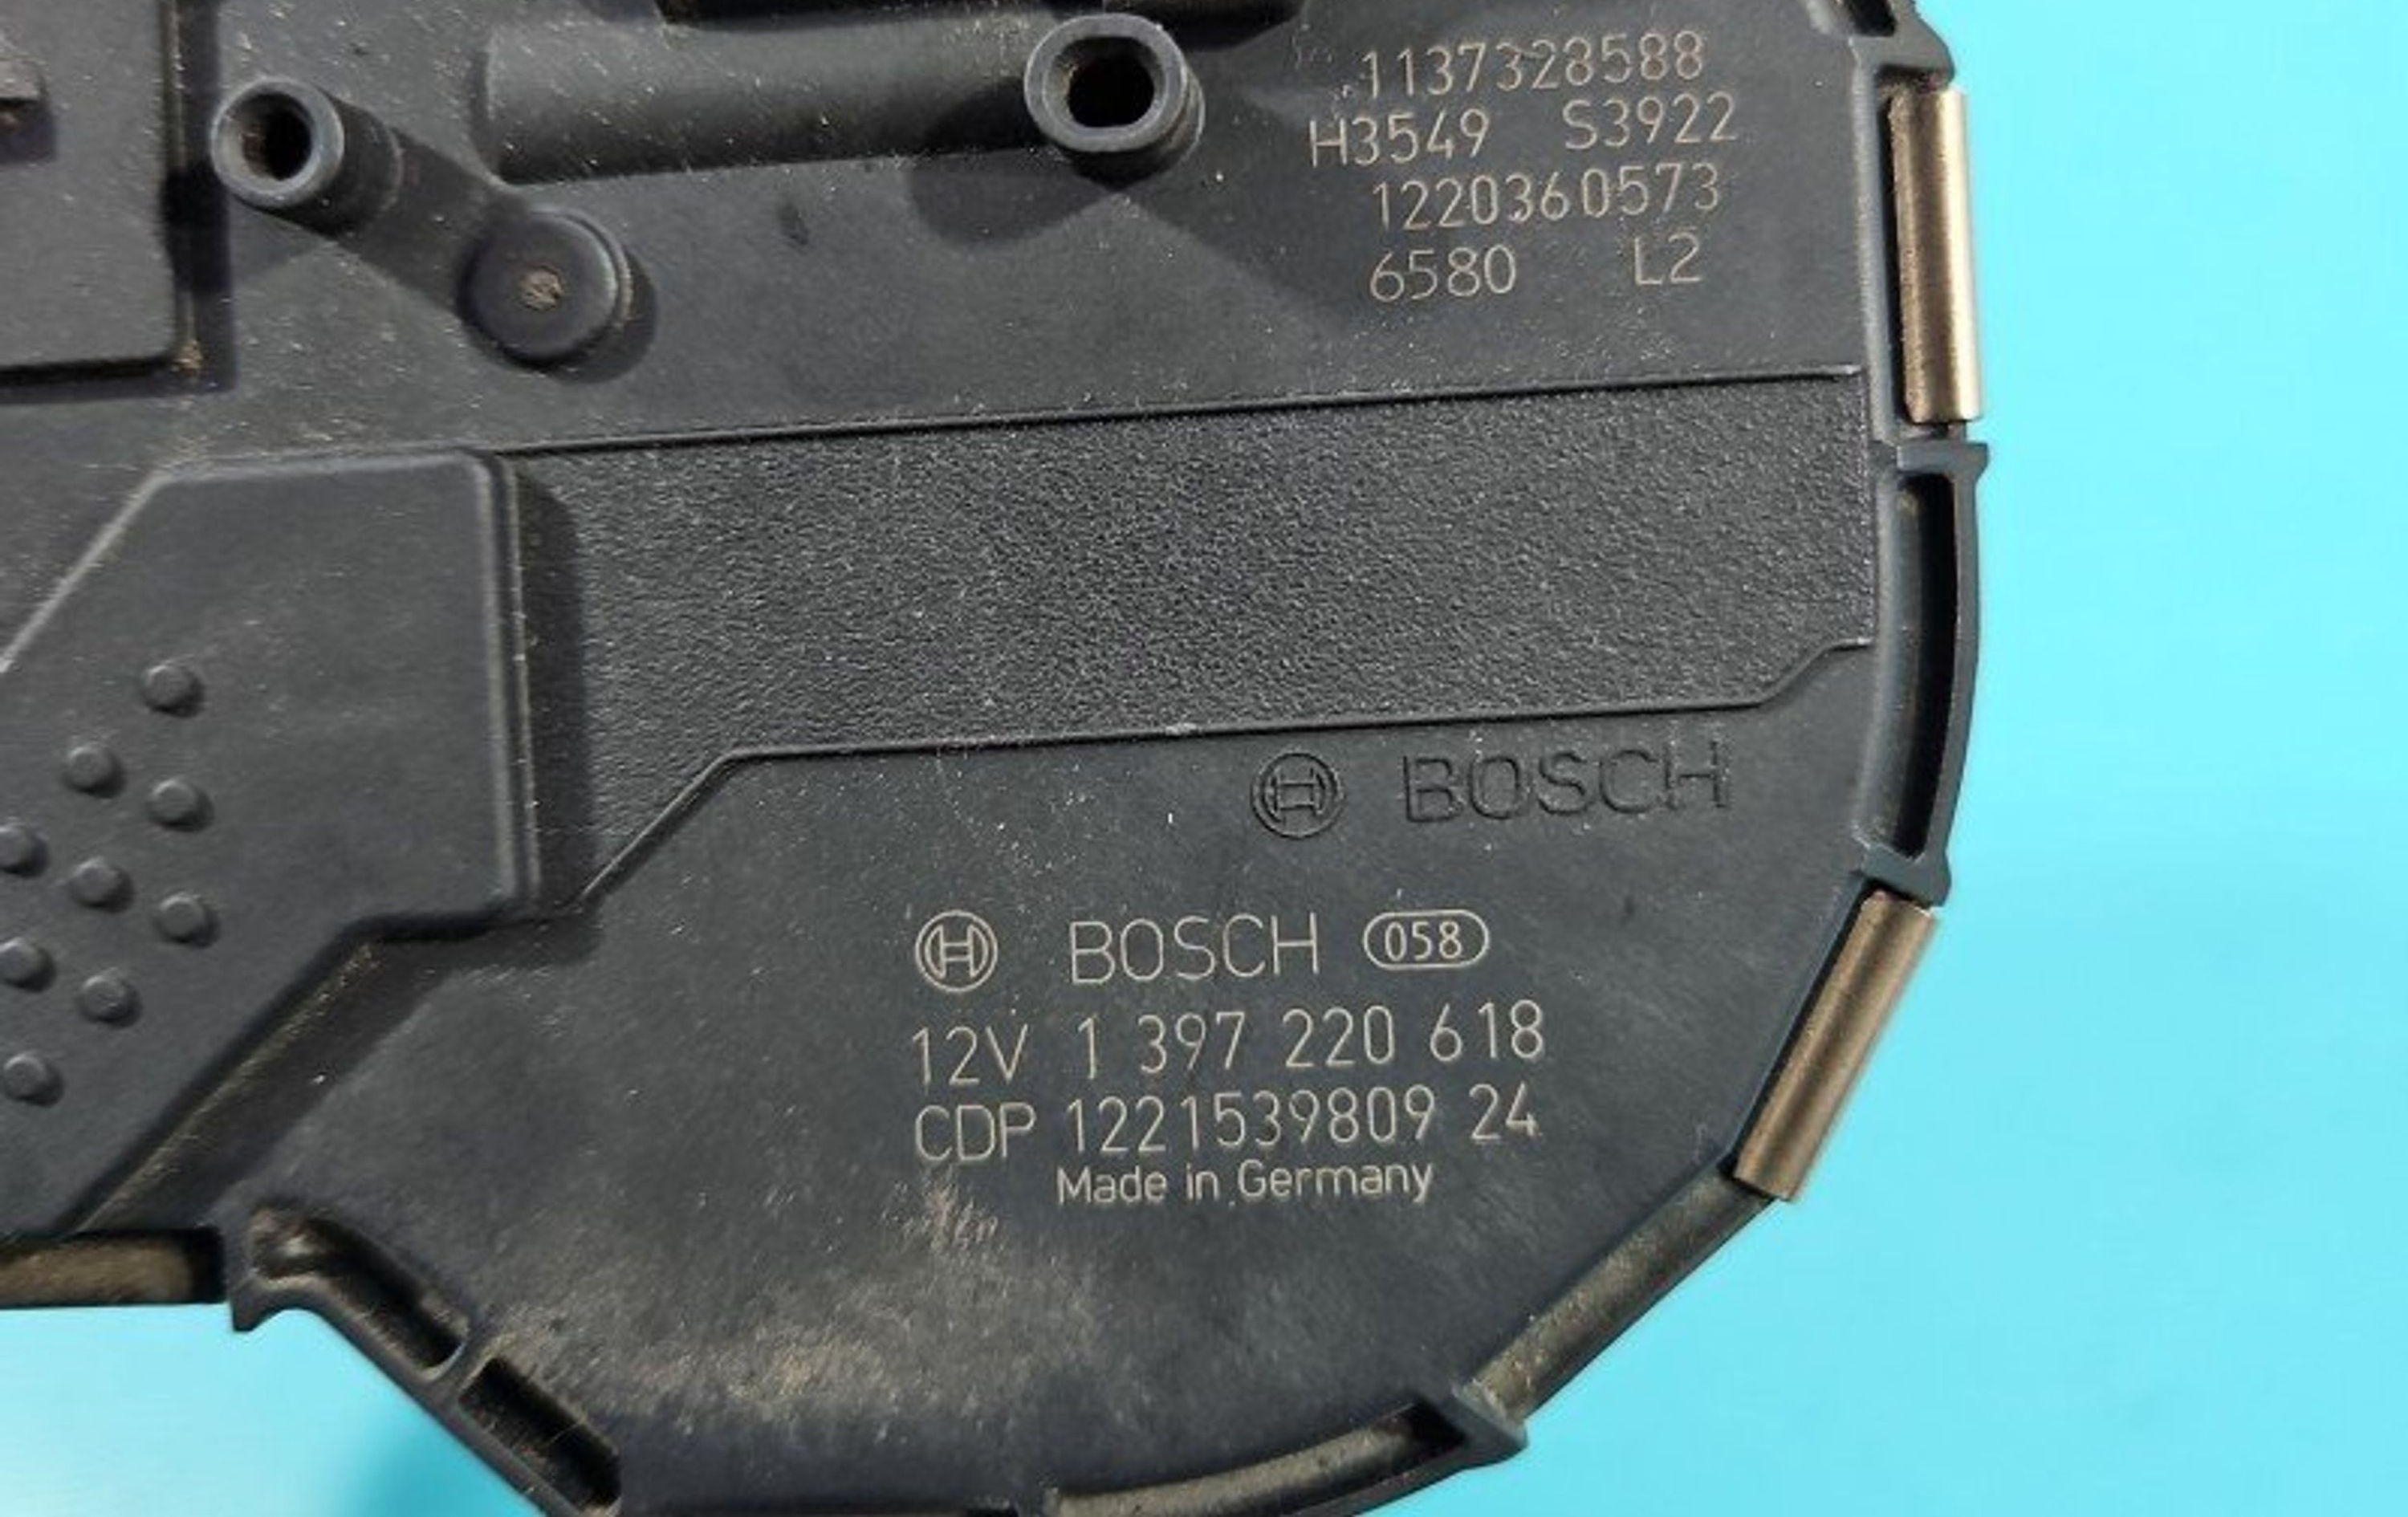 1137328588
H3549 S3922
1220360573
6580 L2
BOSCH
BOSCH 058
12V 1 397 220 618
CDP 1221539809 24
Made in Germany